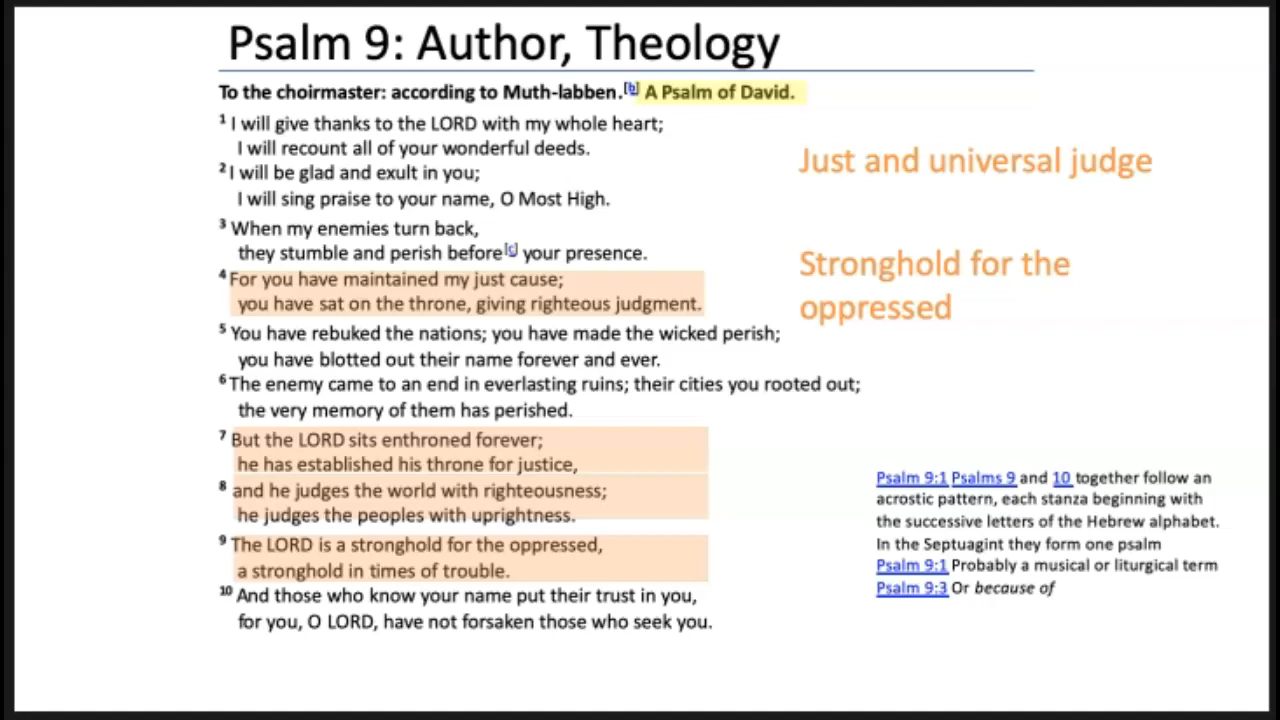 Psalm 9: Author, Theology
To the choirmaster: according to Muth-labben.[b] A Psalm of David.
1 I will give thanks to the LORD with my whole heart;
I will recount all of your wonderful deeds.
2 I will be glad and exult in you;
I will sing praise to your name, O Most High.
3 When my enemies turn back,
they stumble and perish before[c] your presence.
4 For you have maintained my just cause;
you have sat on the throne, giving righteous judgment.
5 You have rebuked the nations; you have made the wicked perish;
you have blotted out their name forever and ever.
6 The enemy came to an end in everlasting ruins; their cities you rooted out;
the very memory of them has perished.
7 But the LORD sits enthroned forever;
he has established his throne for justice,
8 and he judges the world with righteousness;
he judges the peoples with uprightness.
9 The LORD is a stronghold for the oppressed,
a stronghold in times of trouble.
10 And those who know your name put their trust in you,
for you, O LORD, have not forsaken those who seek you.
Just and universal judge
Stronghold for the
oppressed
Psalm 9:1 Psalms 9 and 10 together follow an
acrostic pattern, each stanza beginning with
the successive letters of the Hebrew alphabet.
In the Septuagint they form one psalm
Psalm 9:1 Probably a musical or liturgical term
Psalm 9:3 Or because of